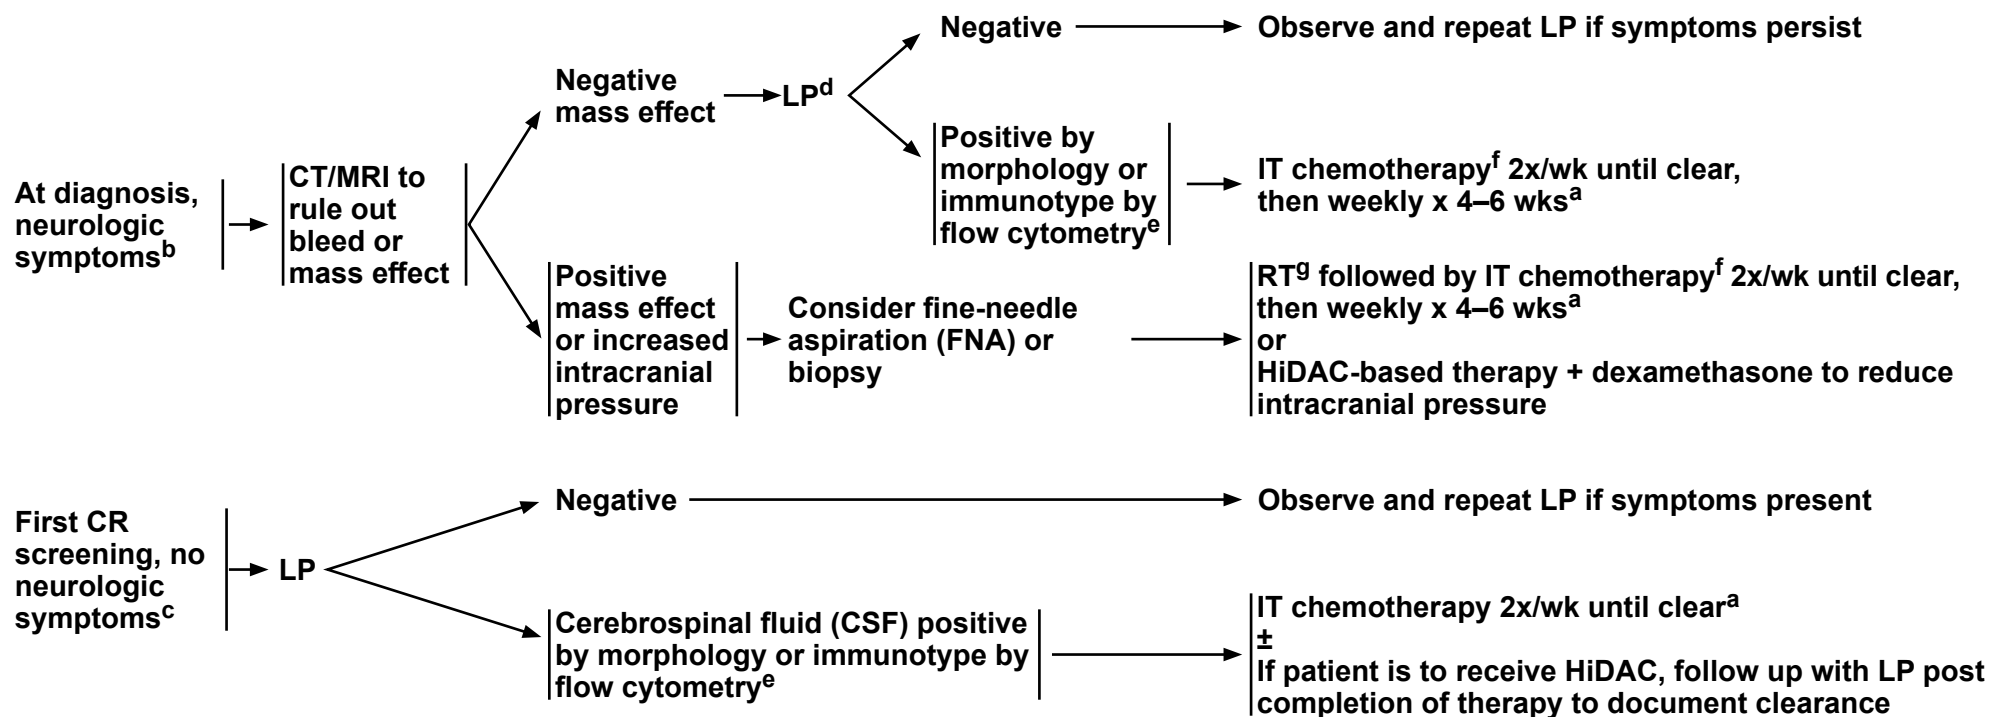 At diagnosis,
neurologic
symptomsb
CT/MRI to
rule out
bleed or
mass effect
Negative
mass effect
LPd
Negative
Observe and repeat LP if symptoms persist
Positive by
morphology or
immunotype by
flow cytometrye
IT chemotherapyf 2x/wk until clear,
then weekly x 4–6 wksa
Positive
mass effect
or increased
intracranial
pressure
Consider fine-needle
aspiration (FNA) or
biopsy
RTg followed by IT chemotherapyf 2x/wk until clear,
then weekly x 4–6 wksa
or
HiDAC-based therapy + dexamethasone to reduce
intracranial pressure
First CR
screening, no
neurologic
symptomsc
LP
Negative
Observe and repeat LP if symptoms present
Cerebrospinal fluid (CSF) positive
by morphology or immunotype by
flow cytometrye
IT chemotherapy 2x/wk until cleara
±
If patient is to receive HiDAC, follow up with LP post
completion of therapy to document clearance